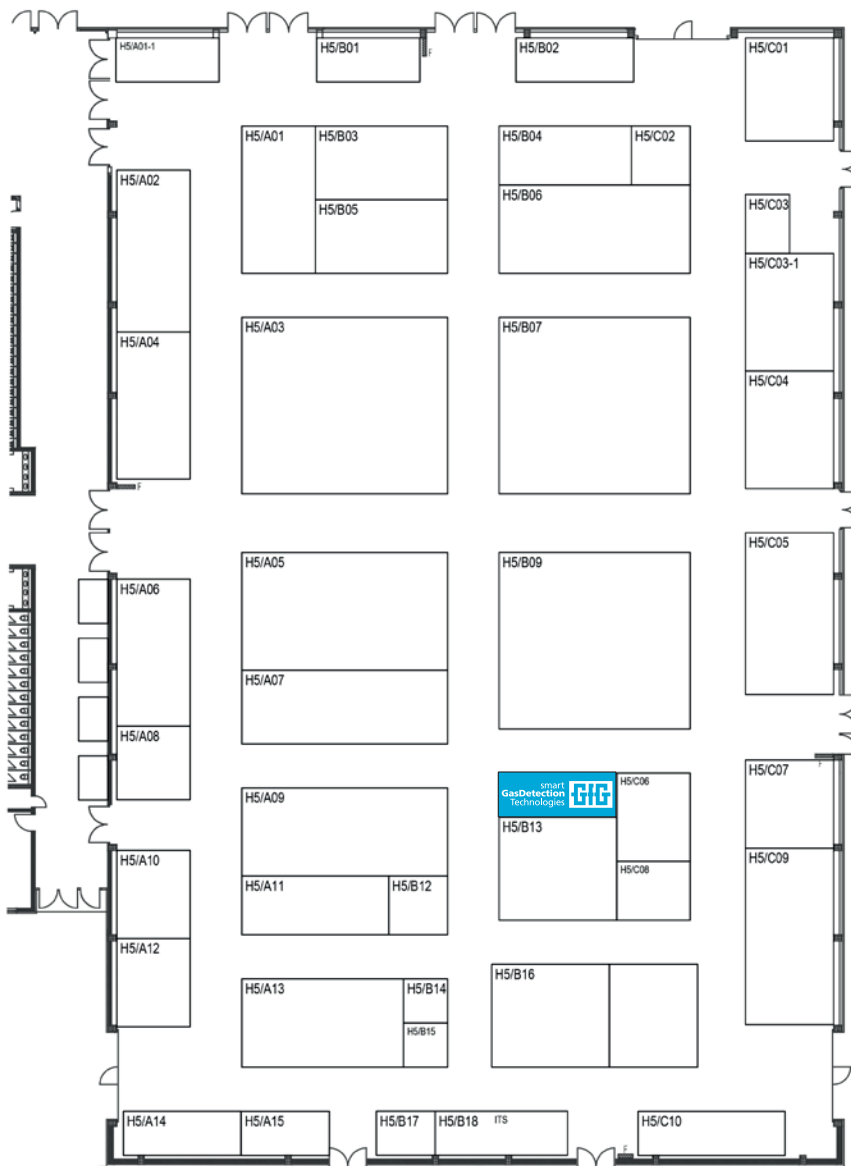 H5/A01-1
H5/B01
H5/B02
H5/C01
F
H5/A01
H5/B03
H5/B04
H5/C02
H5/A02
H5/B05
H5/B06
H5/C03
H5/C03-1
H5/A03
H5/B07
H5/A04
H5/C04
F
H5/C05
H5/A05
H5/B09
H5/A06
H5/A07
H5/A08
F
H5/C07
smart
GasDetection
Technologies
GfG
H5/C06
H5/A09
H5/B13
H5/A10
H5/C09
H5/C08
H5/A11
H5/B12
H5/A12
H5/B16
H5/A13
H5/B14
H5/B15
H5/A14
H5/A15
H5/B17
H5/B18
ITS
H5/C10
F